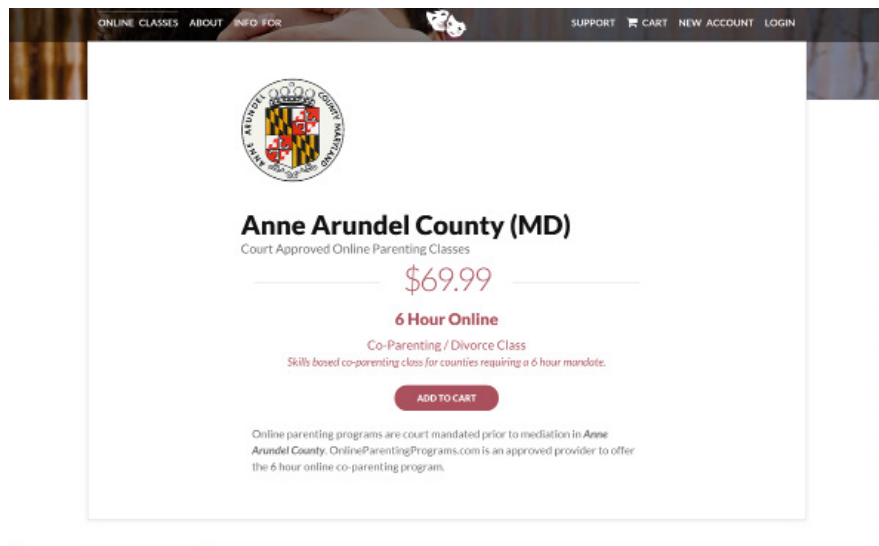 ONLINE CLASSES ABOUT INFO FOR SUPPORT CART NEW ACCOUNT LOGIN
ANNE ARUNDEL COUNTY MARYLAND
Anne Arundel County (MD)
Court Approved Online Parenting Classes
$69.99
6 Hour Online
Co-Parenting / Divorce Class
Skills based co-parenting class for counties requiring a 6 hour mandate.
ADD TO CART
Online parenting programs are court mandated prior to mediation in Anne
Arundel County. OnlineParentingPrograms.com is an approved provider to offer
the 6 hour online co-parenting program.